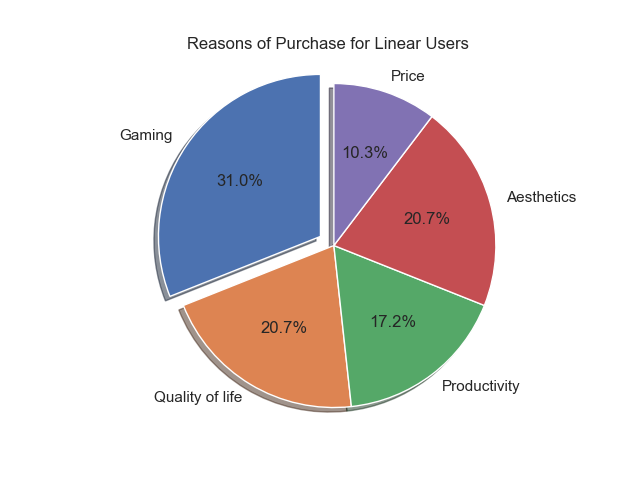 Reasons of Purchase for Linear Users
Price
Gaming
10.3%
31.0%
Aesthetics
20.7%
17.2%
20.7%
Productivity
Quality of life